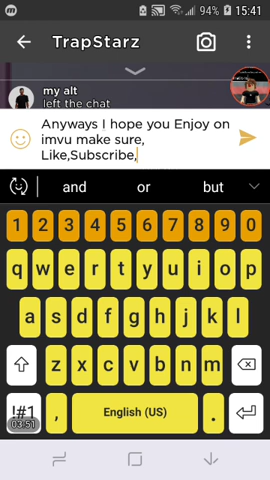 94% 15:41
TrapStarz
my alt
left the chat
Anyways I hope you Enjoy on
imvu make sure,
Like,Subscribe,
and or but
1 2 3 4 5 6 7 8 9 0
q w e r t y u i o p
a s d f g h j k l
z x c v b n m
!#1 , English (US) .
03:51